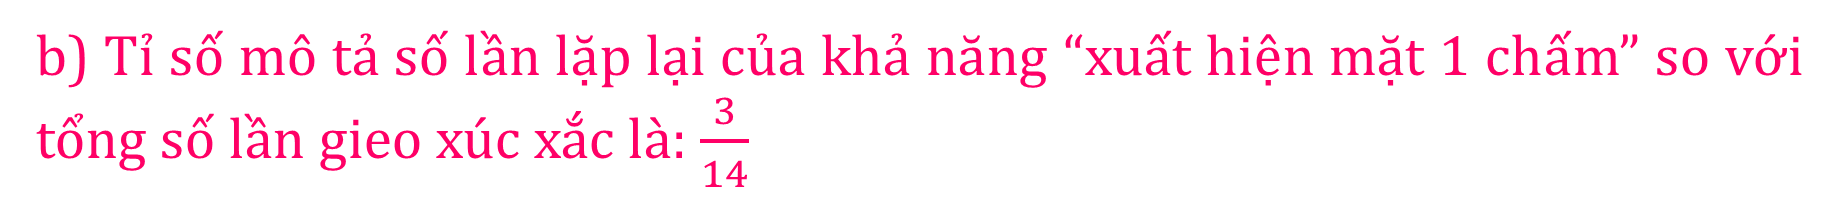 b) Tỉ số mô tả số lần lặp lại của khả năng “xuất hiện mặt 1 chấm” so với
tổng số lần gieo xúc xắc là: 3/14